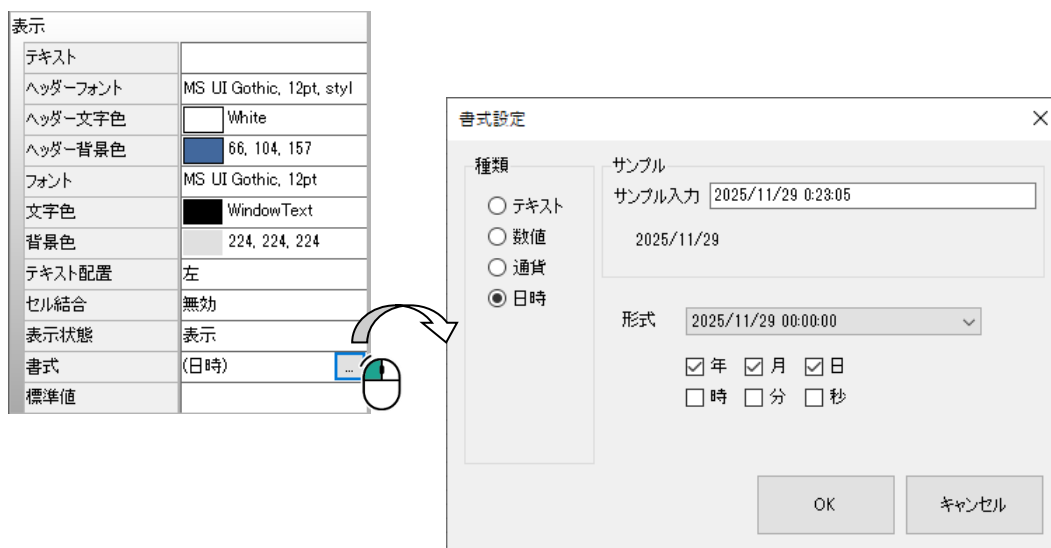 表示
テキスト
ヘッダーフォント MS UI Gothic, 12pt, styl
ヘッダー文字色 White
ヘッダー背景色 66, 104, 157
フォント MS UI Gothic, 12pt
文字色 WindowText
背景色 224, 224, 224
テキスト配置 左
セル結合 無効
表示状態 表示
書式 (日時) ...
標準値
書式設定
種類
テキスト
数値
通貨
日時
サンプル
サンプル入力 2025/11/29 0:23:05
2025/11/29
形式 2025/11/29 00:00:00
年 月 日
時 分 秒
OK キャンセル